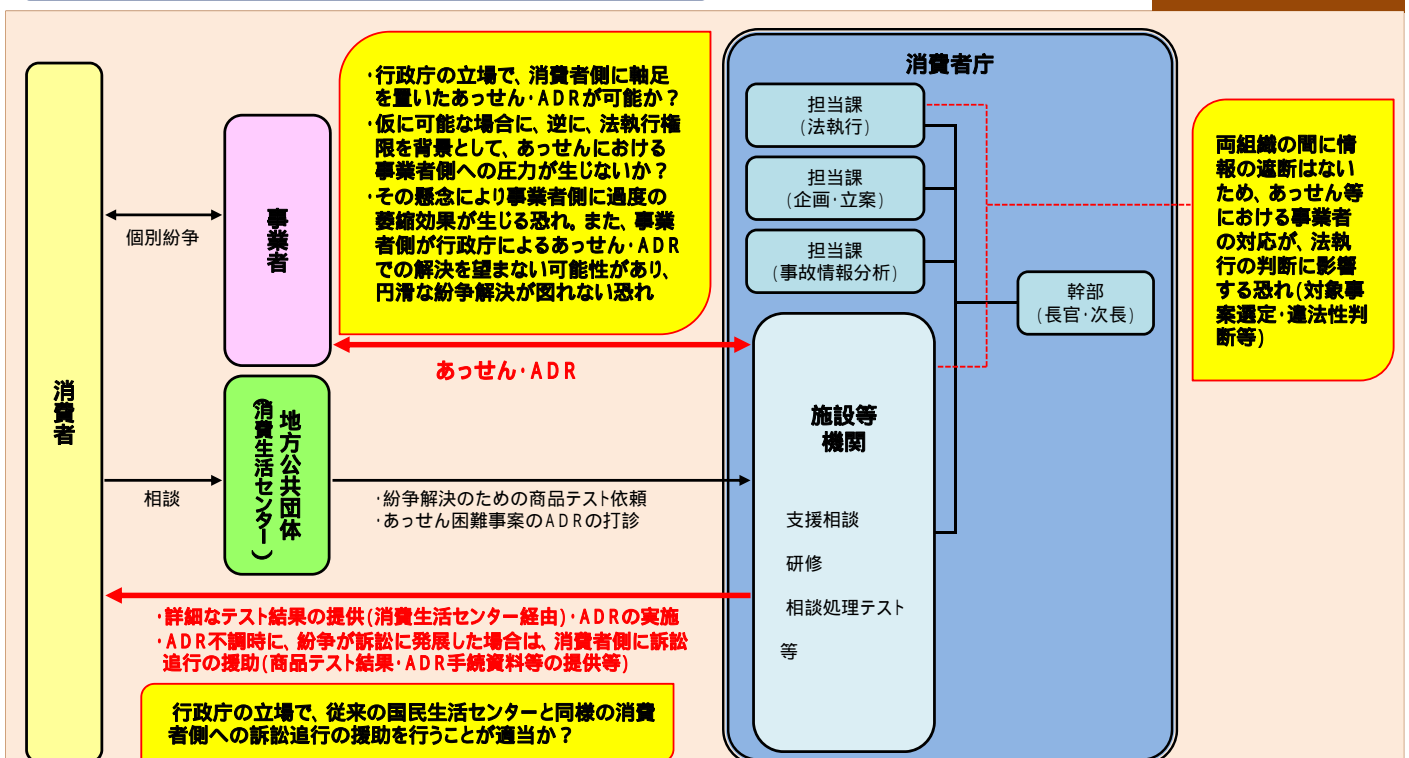 消費者
個別紛争
相談
事業者
地方公共団体
(消費生活センター)
・行政庁の立場で、消費者側に軸足
を置いたあっせん・ADRが可能か?
・仮に可能な場合に、逆に、法執行権
限を背景として、あっせんにおける
事業者側への圧力が生じないか?
・その懸念により事業者側に過度の
萎縮効果が生じる恐れ。また、事業
者側が行政庁によるあっせん・ADR
での解決を望まない可能性があり、
円滑な紛争解決が図れない恐れ
あっせん・ADR
・紛争解決のための商品テスト依頼
・あっせん困難事案のADRの打診
・詳細なテスト結果の提供(消費生活センター経由)・ADRの実施
・ADR不調時に、紛争が訴訟に発展した場合は、消費者側に訴訟
追行の援助(商品テスト結果・ADR手続資料等の提供等)
行政庁の立場で、従来の国民生活センターと同様の消費
者側への訴訟追行の援助を行うことが適当か?
消費者庁
担当課
(法執行)
担当課
(企画・立案)
担当課
(事故情報分析)
幹部
(長官・次長)
施設等
機関
支援相談
研修
相談処理テスト
等
両組織の間に情
報の遮断はない
ため、あっせん等
における事業者
の対応が、法執
行の判断に影響
する恐れ(対象事
案選定・違法性判
断等)